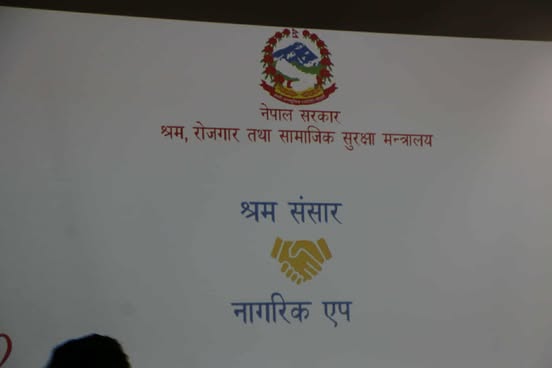 नेपाल सरकार
श्रम, रोजगार तथा सामाजिक सुरक्षा मन्त्रालय
श्रम संसार
नागरिक एप